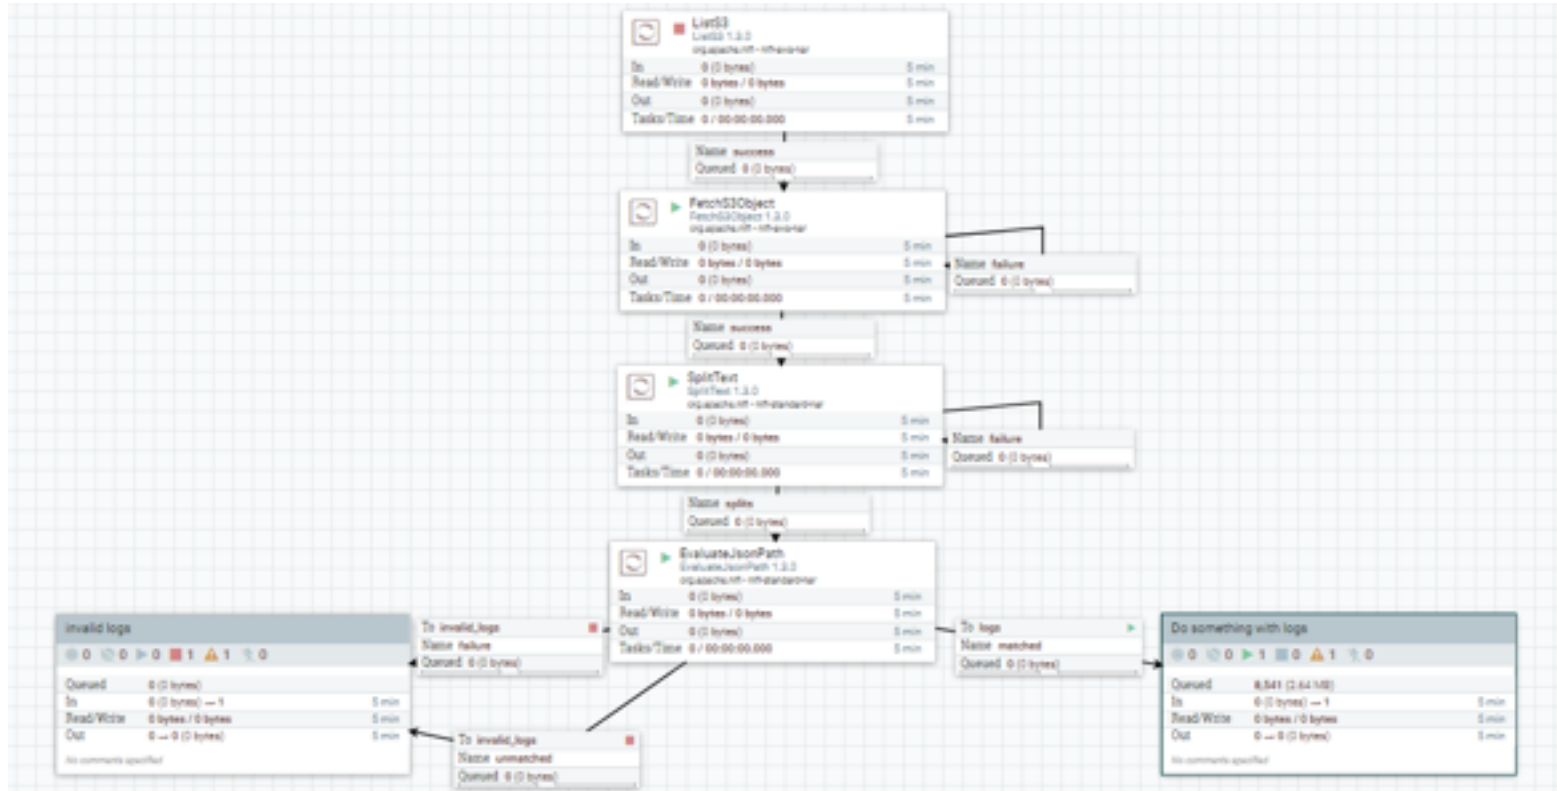 ListS3
ListS3 1.3.0
org.apache.nifi - nifi-aws-nar
In 0 (0 bytes) 5 min
Read/Write 0 bytes / 0 bytes 5 min
Out 0 (0 bytes) 5 min
Tasks/Time 0 / 00:00:00.000 5 min
Name success
Queued 0 (0 bytes)
FetchS3Object
FetchS3Object 1.3.0
org.apache.nifi - nifi-aws-nar
In 0 (0 bytes) 5 min
Read/Write 0 bytes / 0 bytes 5 min
Out 0 (0 bytes) 5 min
Tasks/Time 0 / 00:00:00.000 5 min
Name failure
Queued 0 (0 bytes)
Name success
Queued 0 (0 bytes)
SplitText
SplitText 1.3.0
org.apache.nifi - nifi-standard-nar
In 0 (0 bytes) 5 min
Read/Write 0 bytes / 0 bytes 5 min
Out 0 (0 bytes) 5 min
Tasks/Time 0 / 00:00:00.000 5 min
Name failure
Queued 0 (0 bytes)
Name splits
Queued 0 (0 bytes)
EvaluateJsonPath
EvaluateJsonPath 1.3.0
org.apache.nifi - nifi-standard-nar
In 0 (0 bytes) 5 min
Read/Write 0 bytes / 0 bytes 5 min
Out 0 (0 bytes) 5 min
Tasks/Time 0 / 00:00:00.000 5 min
To invalid_logs
Name failure
Queued 0 (0 bytes)
To logs
Name matched
Queued 0 (0 bytes)
invalid logs
0 0 0 1 1 0
Queued 0 (0 bytes)
In 0 (0 bytes) → 1 5 min
Read/Write 0 bytes / 0 bytes 5 min
Out 0 → 0 (0 bytes) 5 min
No comments specified
To invalid_logs
Name unmatched
Queued 0 (0 bytes)
Do something with logs
0 0 1 0 1 0
Queued 8,541 (2.64 MB)
In 0 (0 bytes) → 1 5 min
Read/Write 0 bytes / 0 bytes 5 min
Out 0 → 0 (0 bytes) 5 min
No comments specified